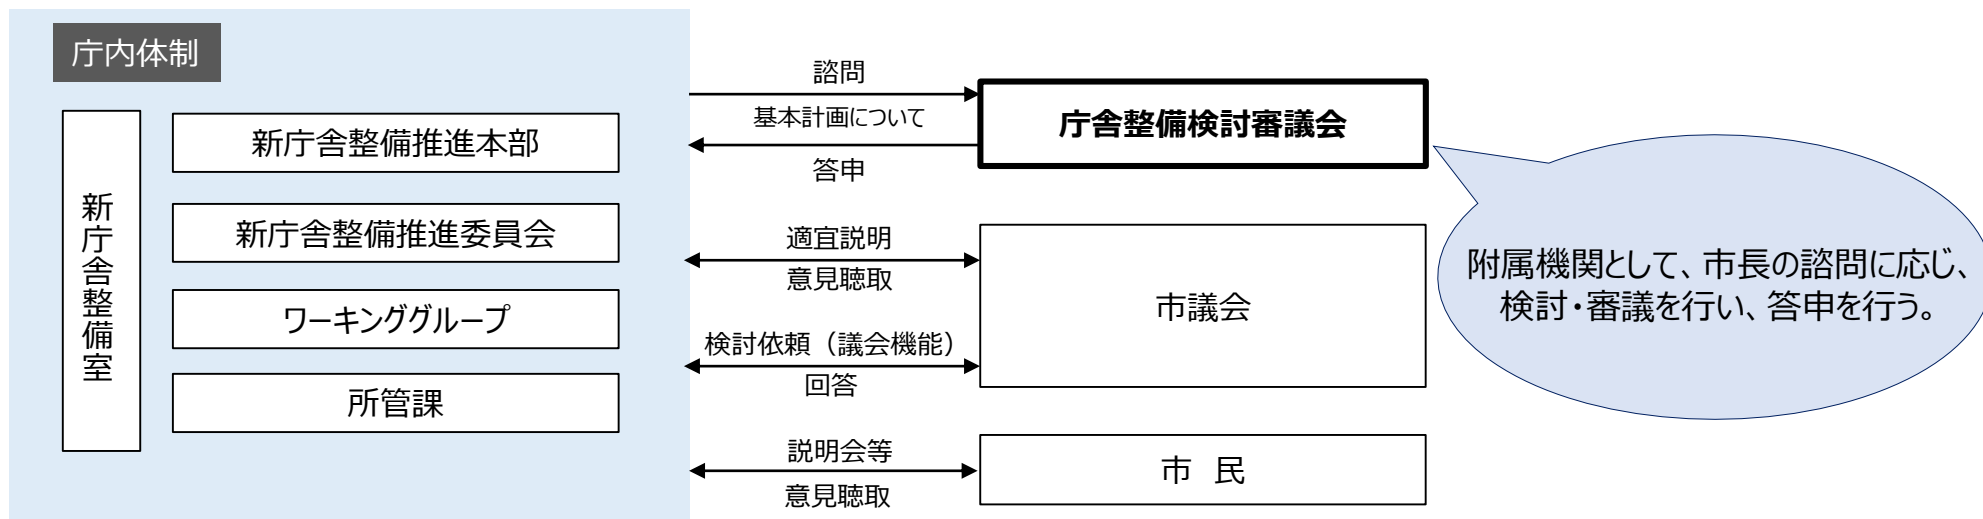 庁内体制
新庁舎整備室
新庁舎整備推進本部
新庁舎整備推進委員会
ワーキンググループ
所管課
諮問
基本計画について
答申
適宜説明
意見聴取
検討依頼（議会機能）
回答
説明会等
意見聴取
庁舎整備検討審議会
市議会
市　民
附属機関として、市長の諮問に応じ、
検討・審議を行い、答申を行う。